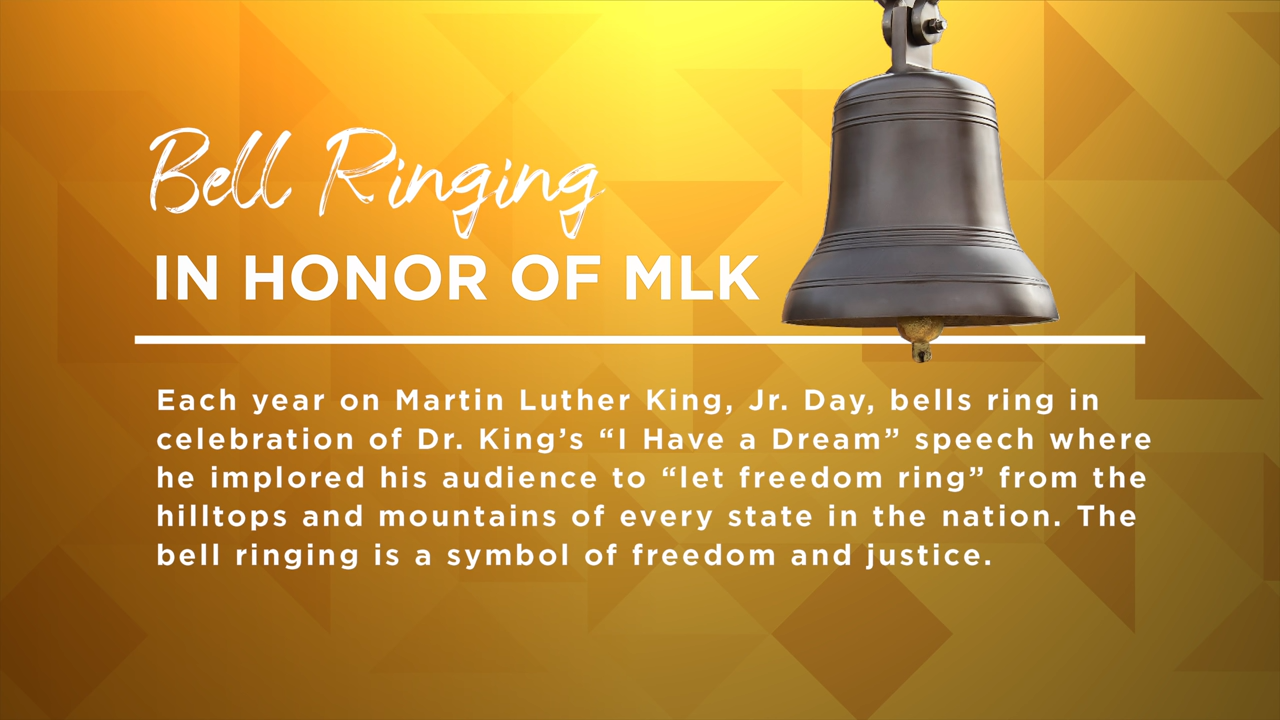 Bell Ringing
IN HONOR OF MLK
Each year on Martin Luther King, Jr. Day, bells ring in
celebration of Dr. King’s “I Have a Dream” speech where
he implored his audience to “let freedom ring” from the
hilltops and mountains of every state in the nation. The
bell ringing is a symbol of freedom and justice.